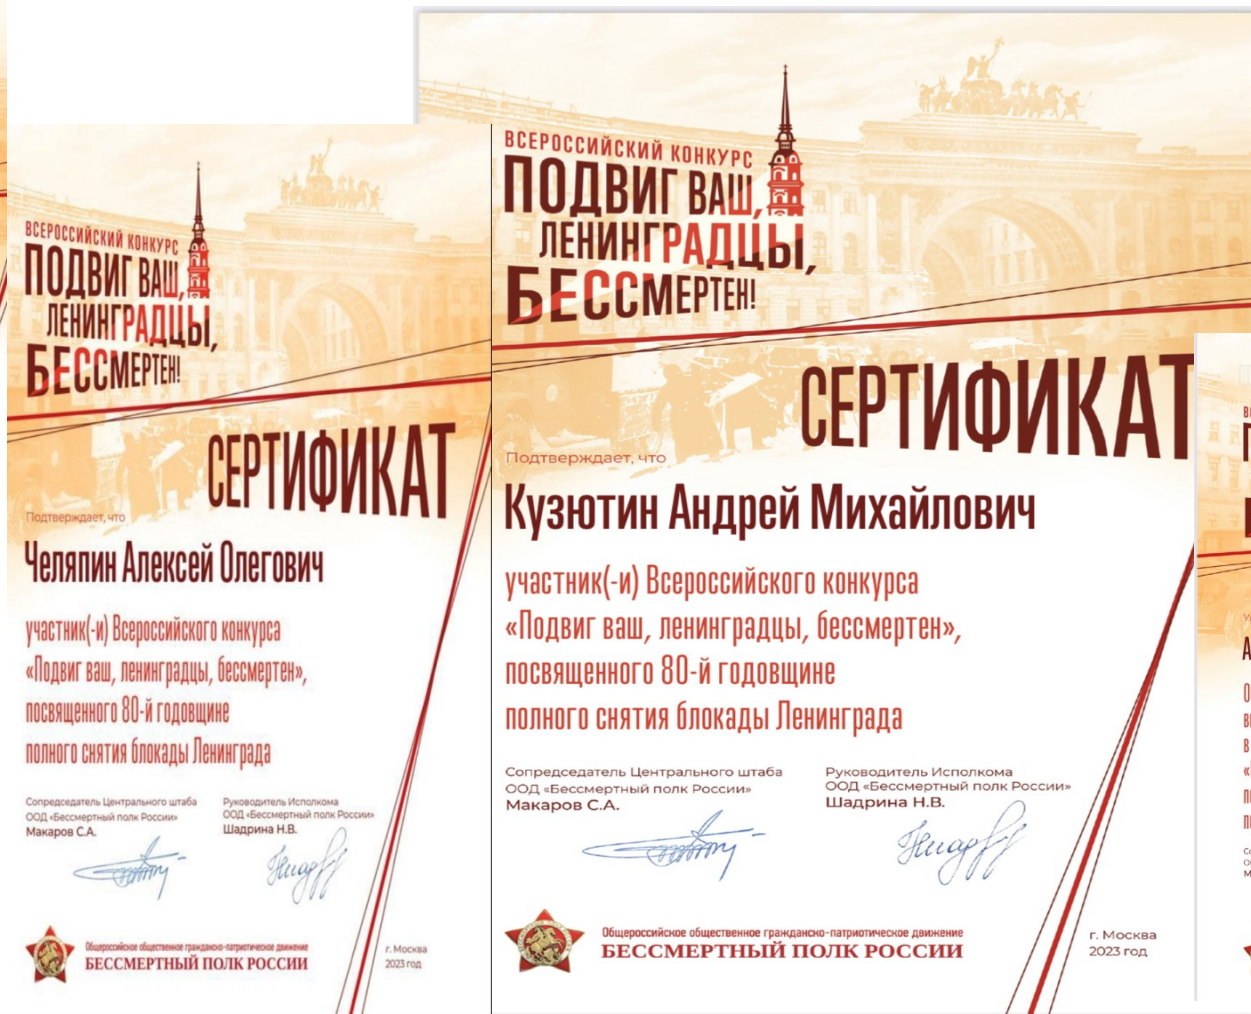 ВСЕРОССИЙСКИЙ КОНКУРС
ПОДВИГ ВАШ,
ЛЕНИНГРАДЦЫ,
БЕССМЕРТЕН!
СЕРТИФИКАТ
Подтверждает, что
Челяпин Алексей Олегович
участник(-и) Всероссийского конкурса
«Подвиг ваш, ленинградцы, бессмертен»,
посвященного 80-й годовщине
полного снятия блокады Ленинграда
Сопредседатель Центрального штаба
ООД «Бессмертный полк России»
Макаров С.А.
Руководитель Исполкома
ООД «Бессмертный полк России»
Шадрина Н.В.
Общероссийское общественное гражданско-патриотическое движение
БЕССМЕРТНЫЙ ПОЛК РОССИИ
г. Москва
2023 год
ВСЕРОССИЙСКИЙ КОНКУРС
ПОДВИГ ВАШ,
ЛЕНИНГРАДЦЫ,
БЕССМЕРТЕН!
СЕРТИФИКАТ
Подтверждает, что
Кузютин Андрей Михайлович
участник(-и) Всероссийского конкурса
«Подвиг ваш, ленинградцы, бессмертен»,
посвященного 80-й годовщине
полного снятия блокады Ленинграда
Сопредседатель Центрального штаба
ООД «Бессмертный полк России»
Макаров С.А.
Руководитель Исполкома
ООД «Бессмертный полк России»
Шадрина Н.В.
Общероссийское общественное гражданско-патриотическое движение
БЕССМЕРТНЫЙ ПОЛК РОССИИ
г. Москва
2023 год